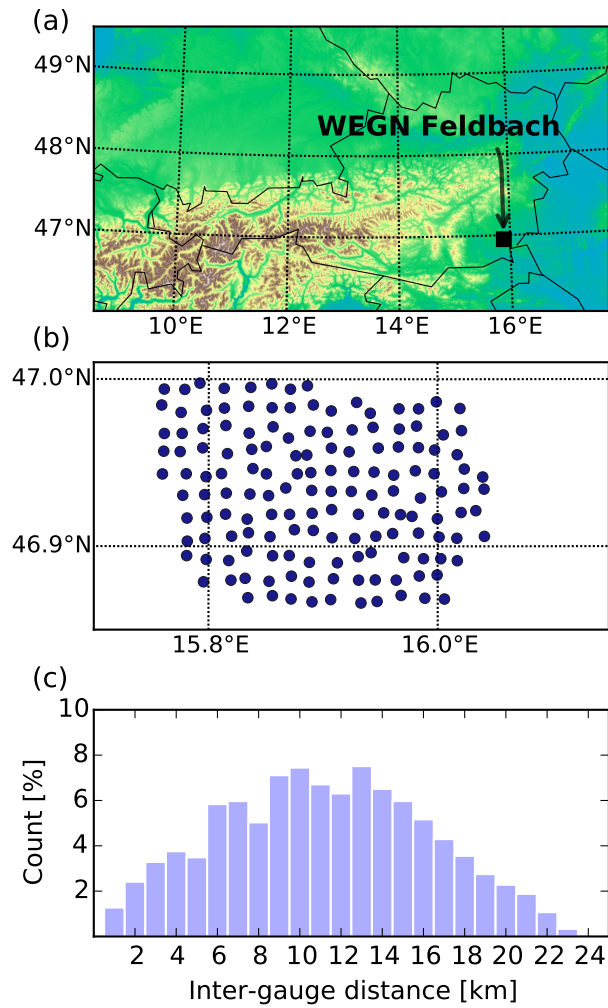 (a)
49°N
48°N
47°N
WEGN Feldbach
10°E 12°E 14°E 16°E
(b)
47.0°N
46.9°N
15.8°E 16.0°E
(c)
10
8
6
4
2
Count [%]
2 4 6 8 10 12 14 16 18 20 22 24
Inter-gauge distance [km]